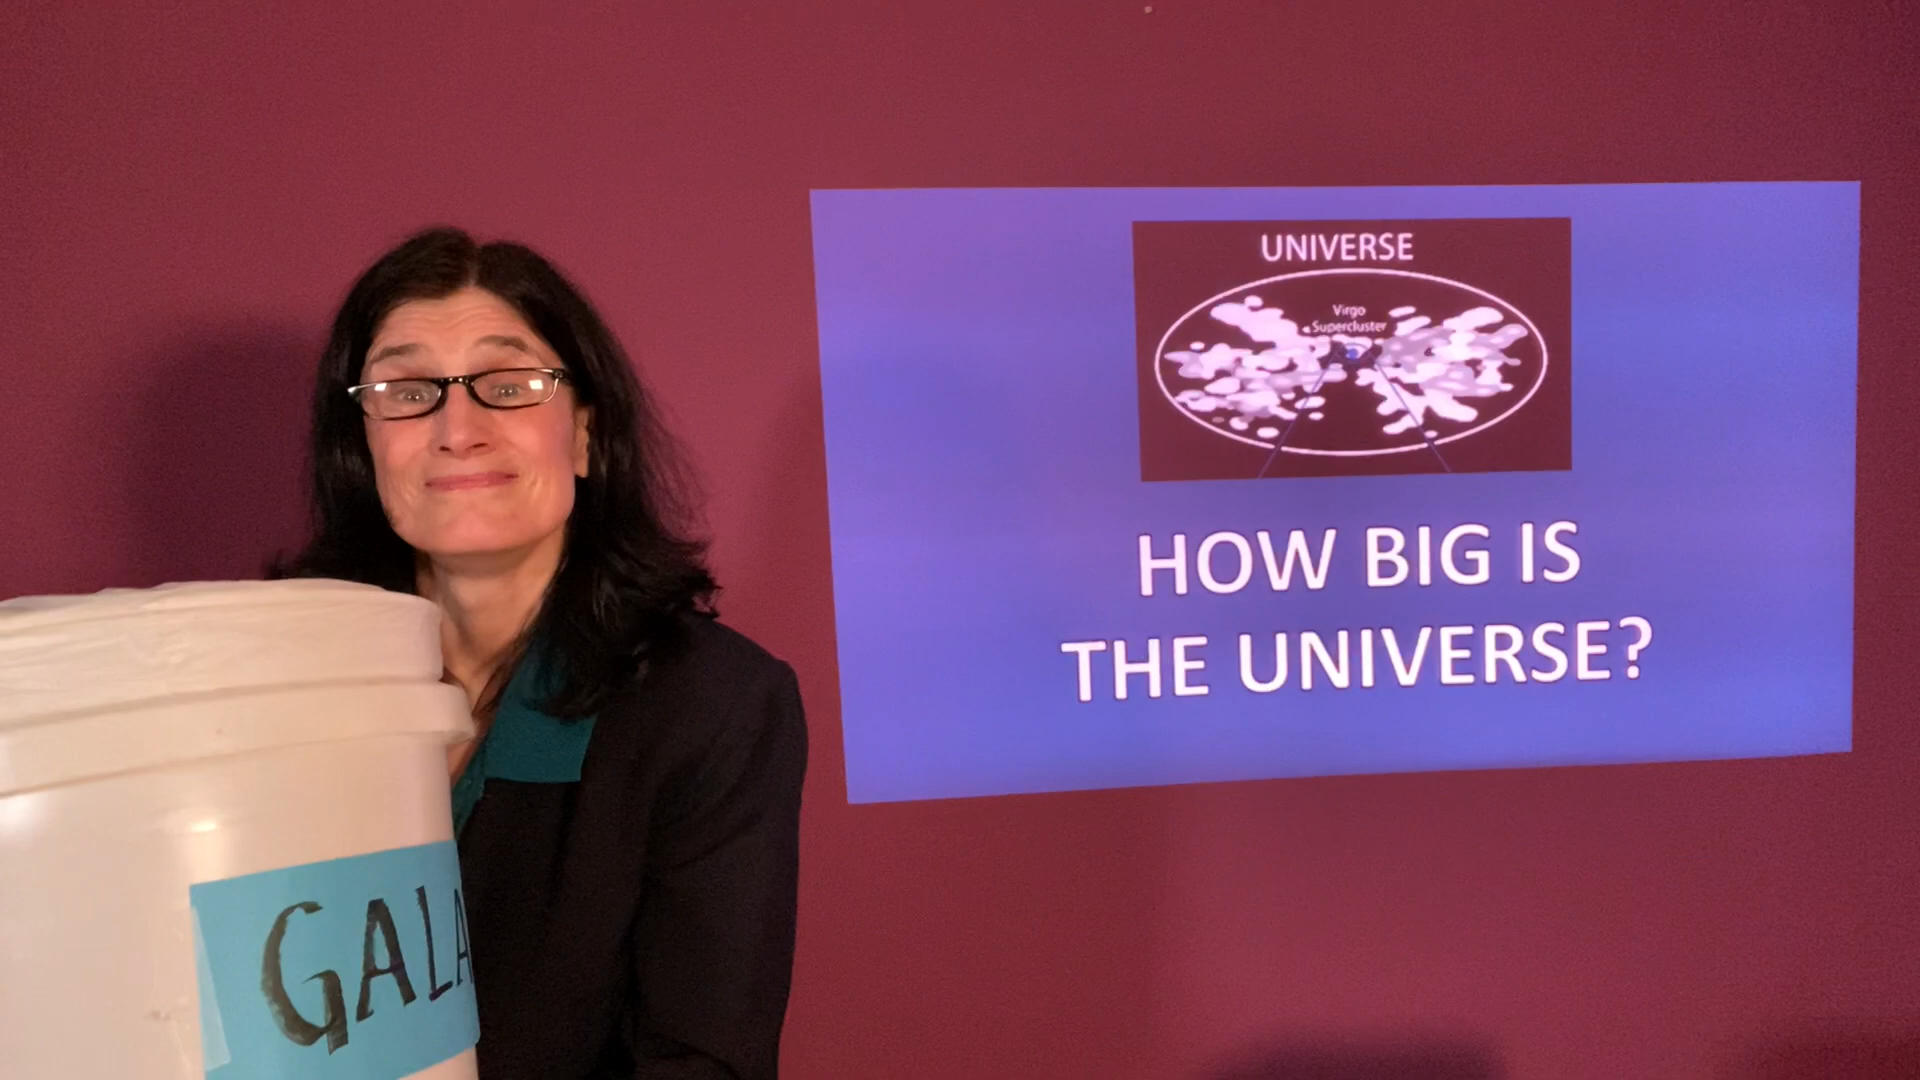 UNIVERSE
Virgo
Supercluster
HOW BIG IS
THE UNIVERSE?
GALA